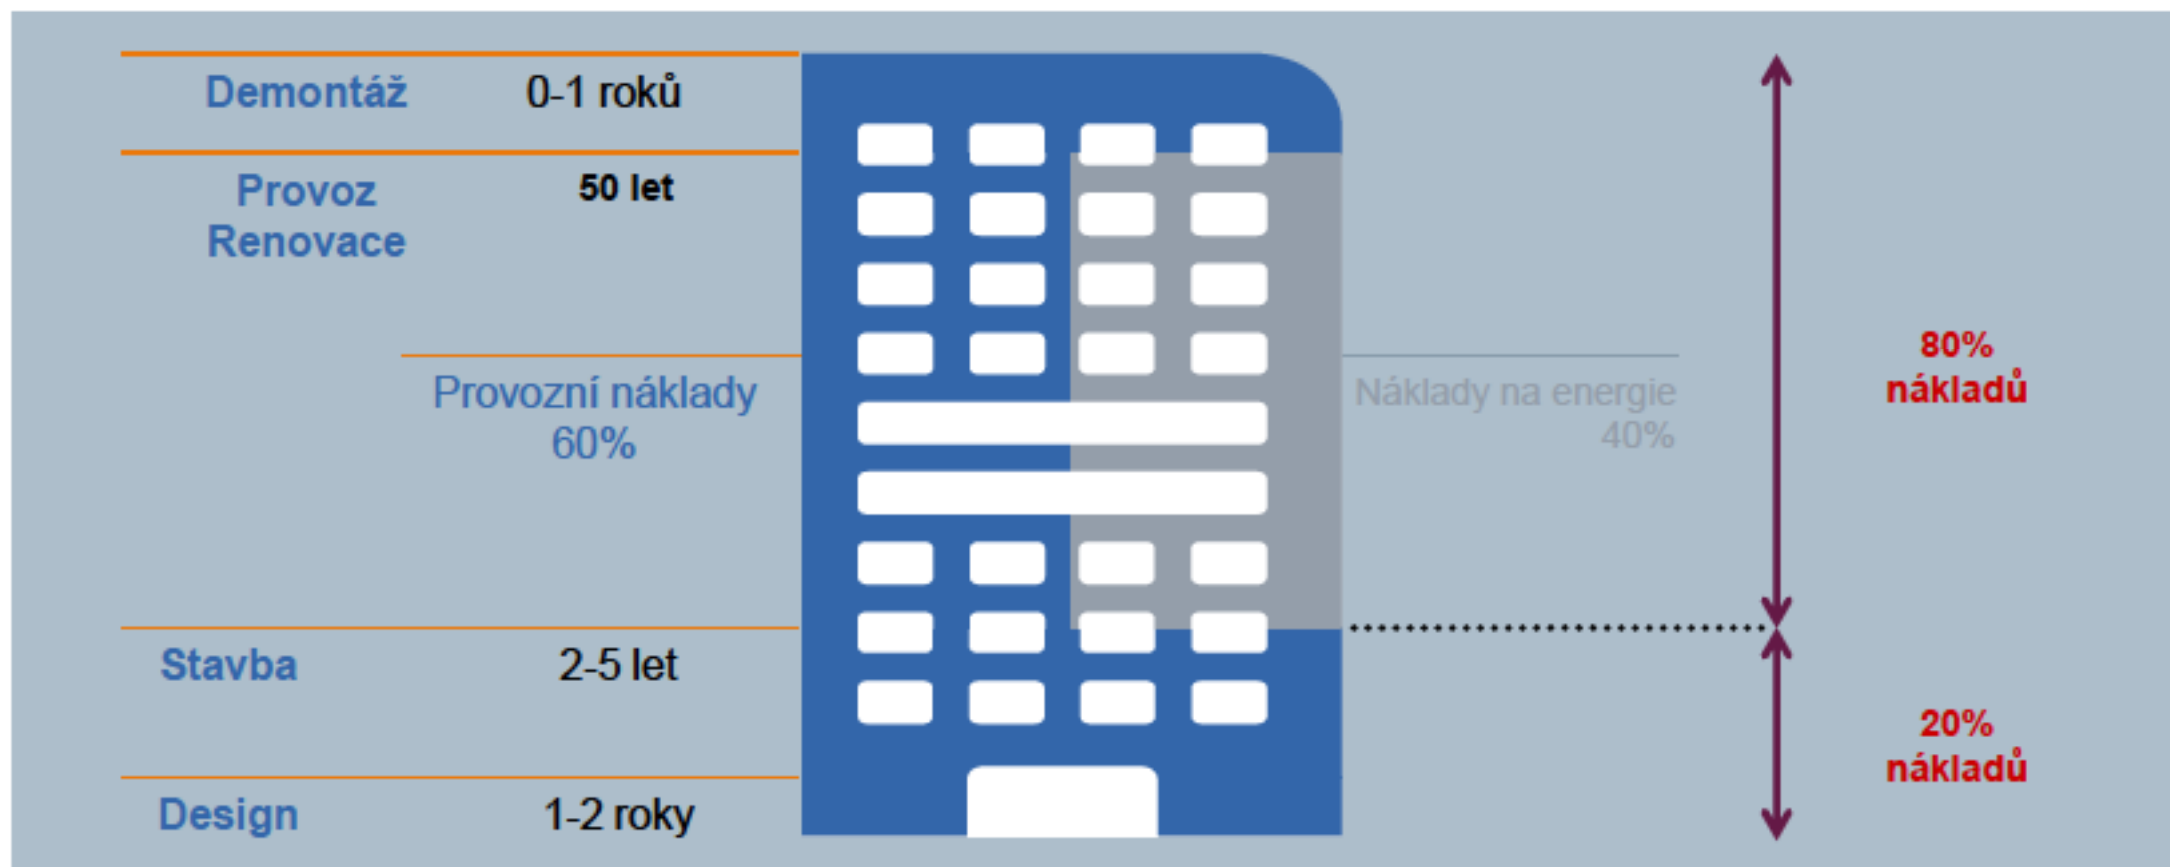 Demontáž 0-1 roků
Provoz 50 let
Renovace
80%
nákladů
Provozní náklady
60%
Náklady na energie
40%
Stavba 2-5 let
20%
nákladů
Design 1-2 roky